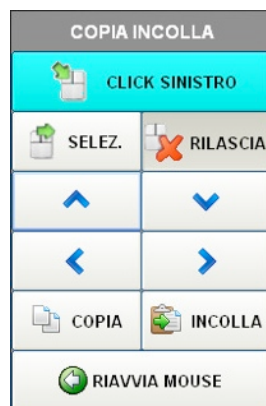 COPIA INCOLLA
CLICK SINISTRO
SELEZ.
RILASCIA
COPIA
INCOLLA
RIAVVIA MOUSE